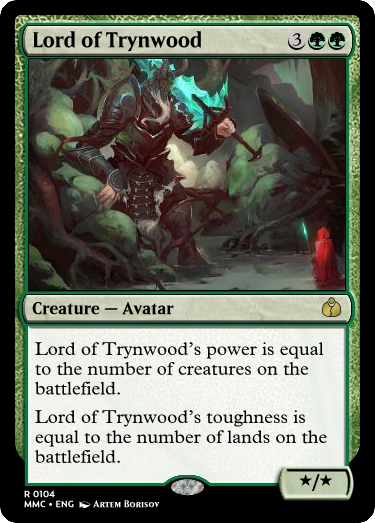 Lord of Trynwood 3
Creature — Avatar
Lord of Trynwood's power is equal
to the number of creatures on the
battlefield.
Lord of Trynwood's toughness is
equal to the number of lands on the
battlefield.
*/*
R 0104
MMC • ENG Artem Borisov